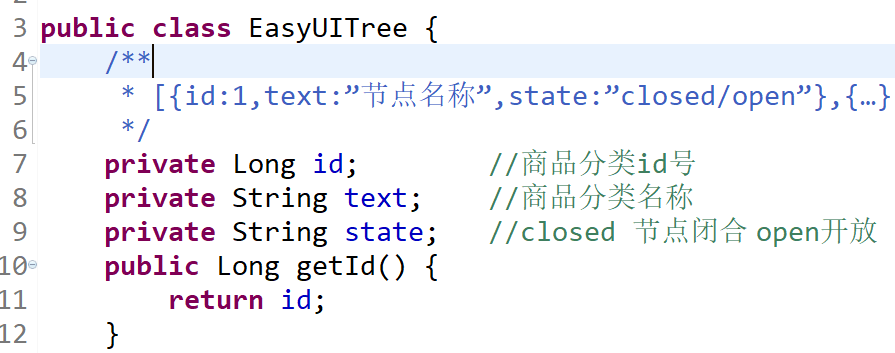 3 public class EasyUITree {
4 /**
5 * [{id:1,text:”节点名称”,state:”closed/open”},{…}
6 */
7 private Long id; //商品分类id号
8 private String text; //商品分类名称
9 private String state; //closed 节点闭合 open开放
10 public Long getId() {
11 return id;
12 }